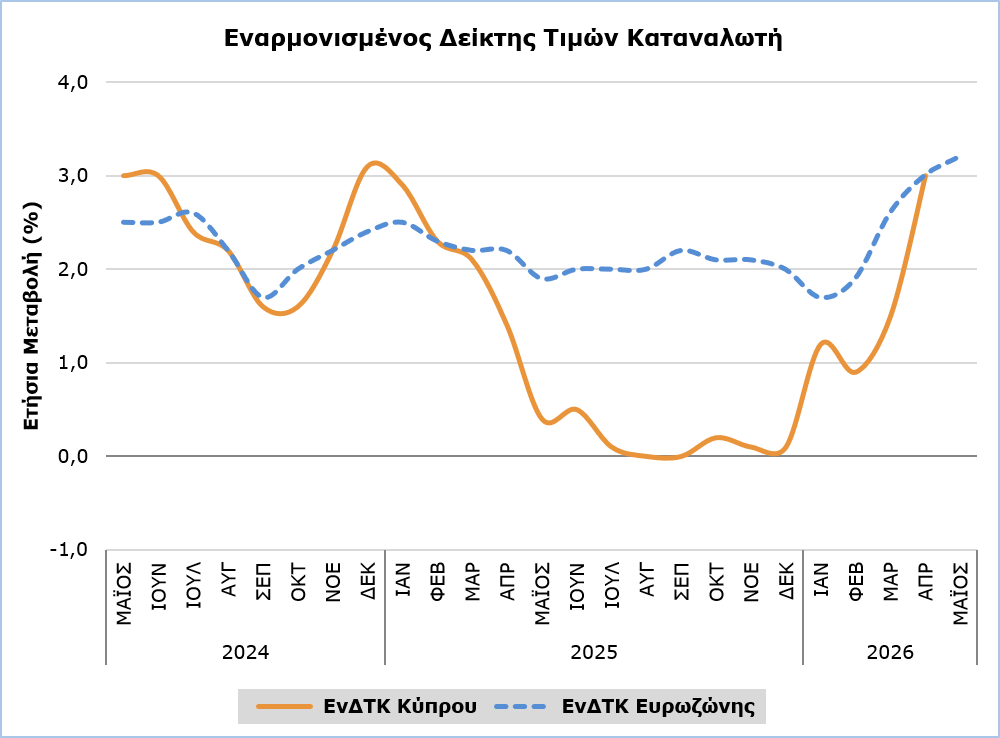 Εναρμονισμένος Δείκτης Τιμών Καταναλωτή
Ετήσια Μεταβολή (%)
4,0
3,0
2,0
1,0
0,0
-1,0
ΜΑΪΟΣ ΙΟΥΝ ΙΟΥΛ ΑΥΓ ΣΕΠ ΟΚΤ ΝΟΕ ΔΕΚ ΙΑΝ ΦΕΒ ΜΑΡ ΑΠΡ ΜΑΪΟΣ ΙΟΥΝ ΙΟΥΛ ΑΥΓ ΣΕΠ ΟΚΤ ΝΟΕ ΔΕΚ ΙΑΝ ΦΕΒ ΜΑΡ ΑΠΡ ΜΑΪΟΣ
2024 2025 2026
ΕνΔΤΚ Κύπρου ΕνΔΤΚ Ευρωζώνης